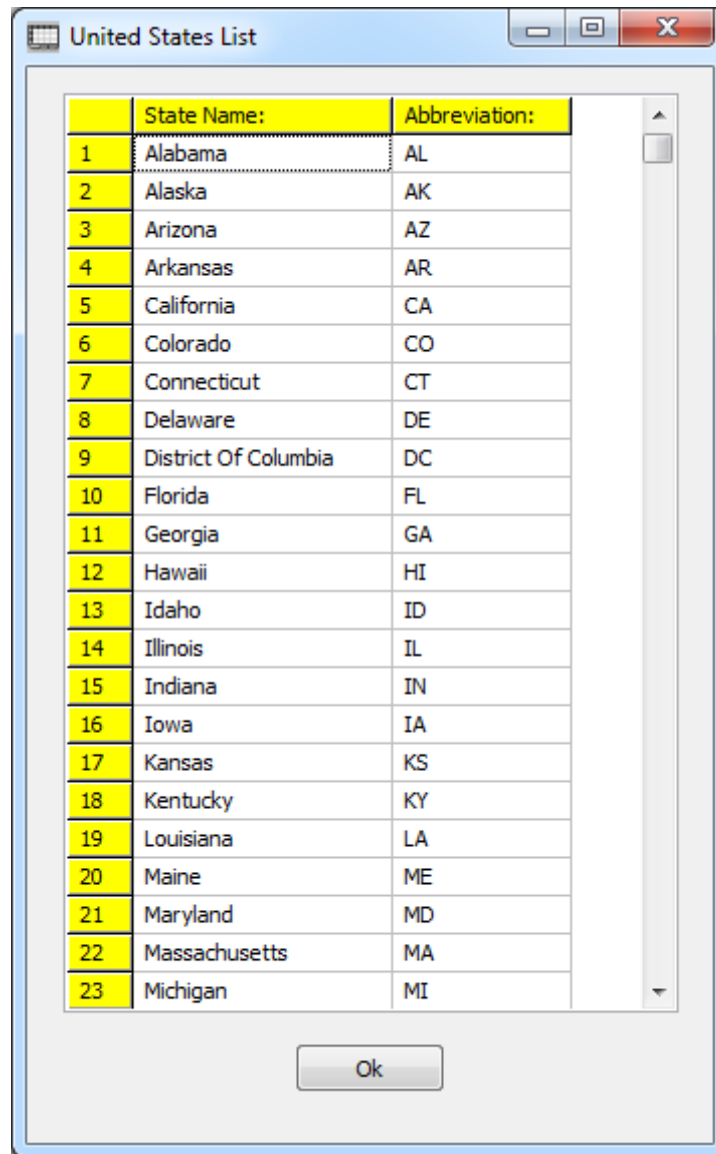 United States List
State Name: Abbreviation:
1 Alabama AL
2 Alaska AK
3 Arizona AZ
4 Arkansas AR
5 California CA
6 Colorado CO
7 Connecticut CT
8 Delaware DE
9 District Of Columbia DC
10 Florida FL
11 Georgia GA
12 Hawaii HI
13 Idaho ID
14 Illinois IL
15 Indiana IN
16 Iowa IA
17 Kansas KS
18 Kentucky KY
19 Louisiana LA
20 Maine ME
21 Maryland MD
22 Massachusetts MA
23 Michigan MI
Ok